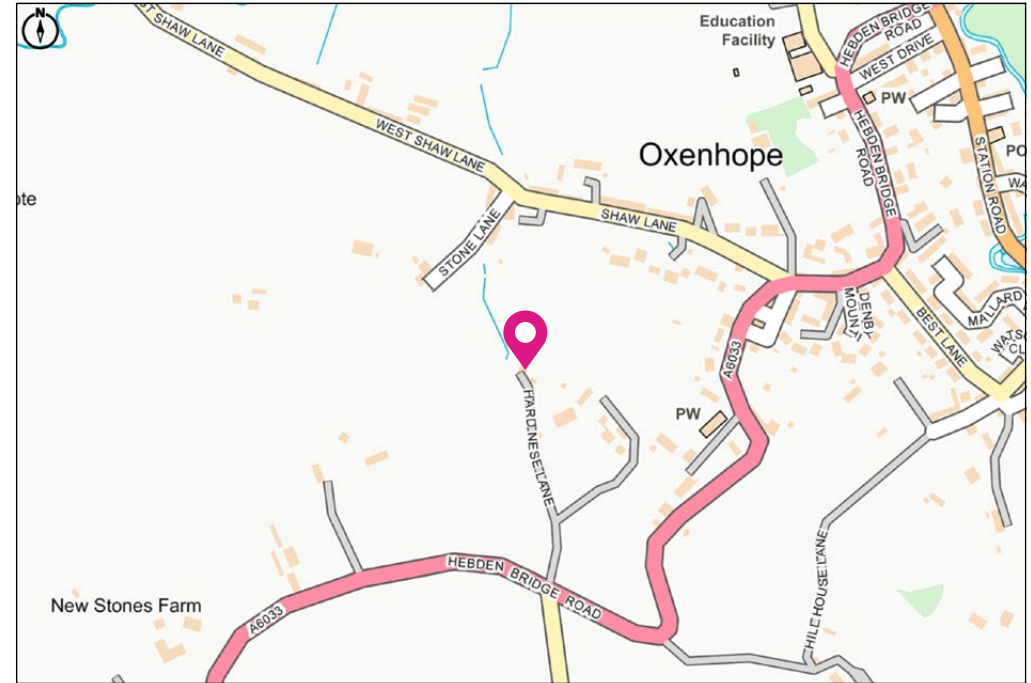 N
ST SHAW LANE
WEST SHAW LANE
Education
Facility
HEBDEN BRIDGE
ROAD
WEST DRIVE
PW
HEBDEN BRIDGE
ROAD
STATION ROAD
PO
WA
Oxenhope
ote
STONE LANE
SHAW LANE
DENBY
MOUNT
MALLARD
WATS
CL
BEST LANE
A6033
HARDNESE LANE
PW
HEBDEN BRIDGE ROAD
New Stones Farm
A6033
HILL HOUSE LANE